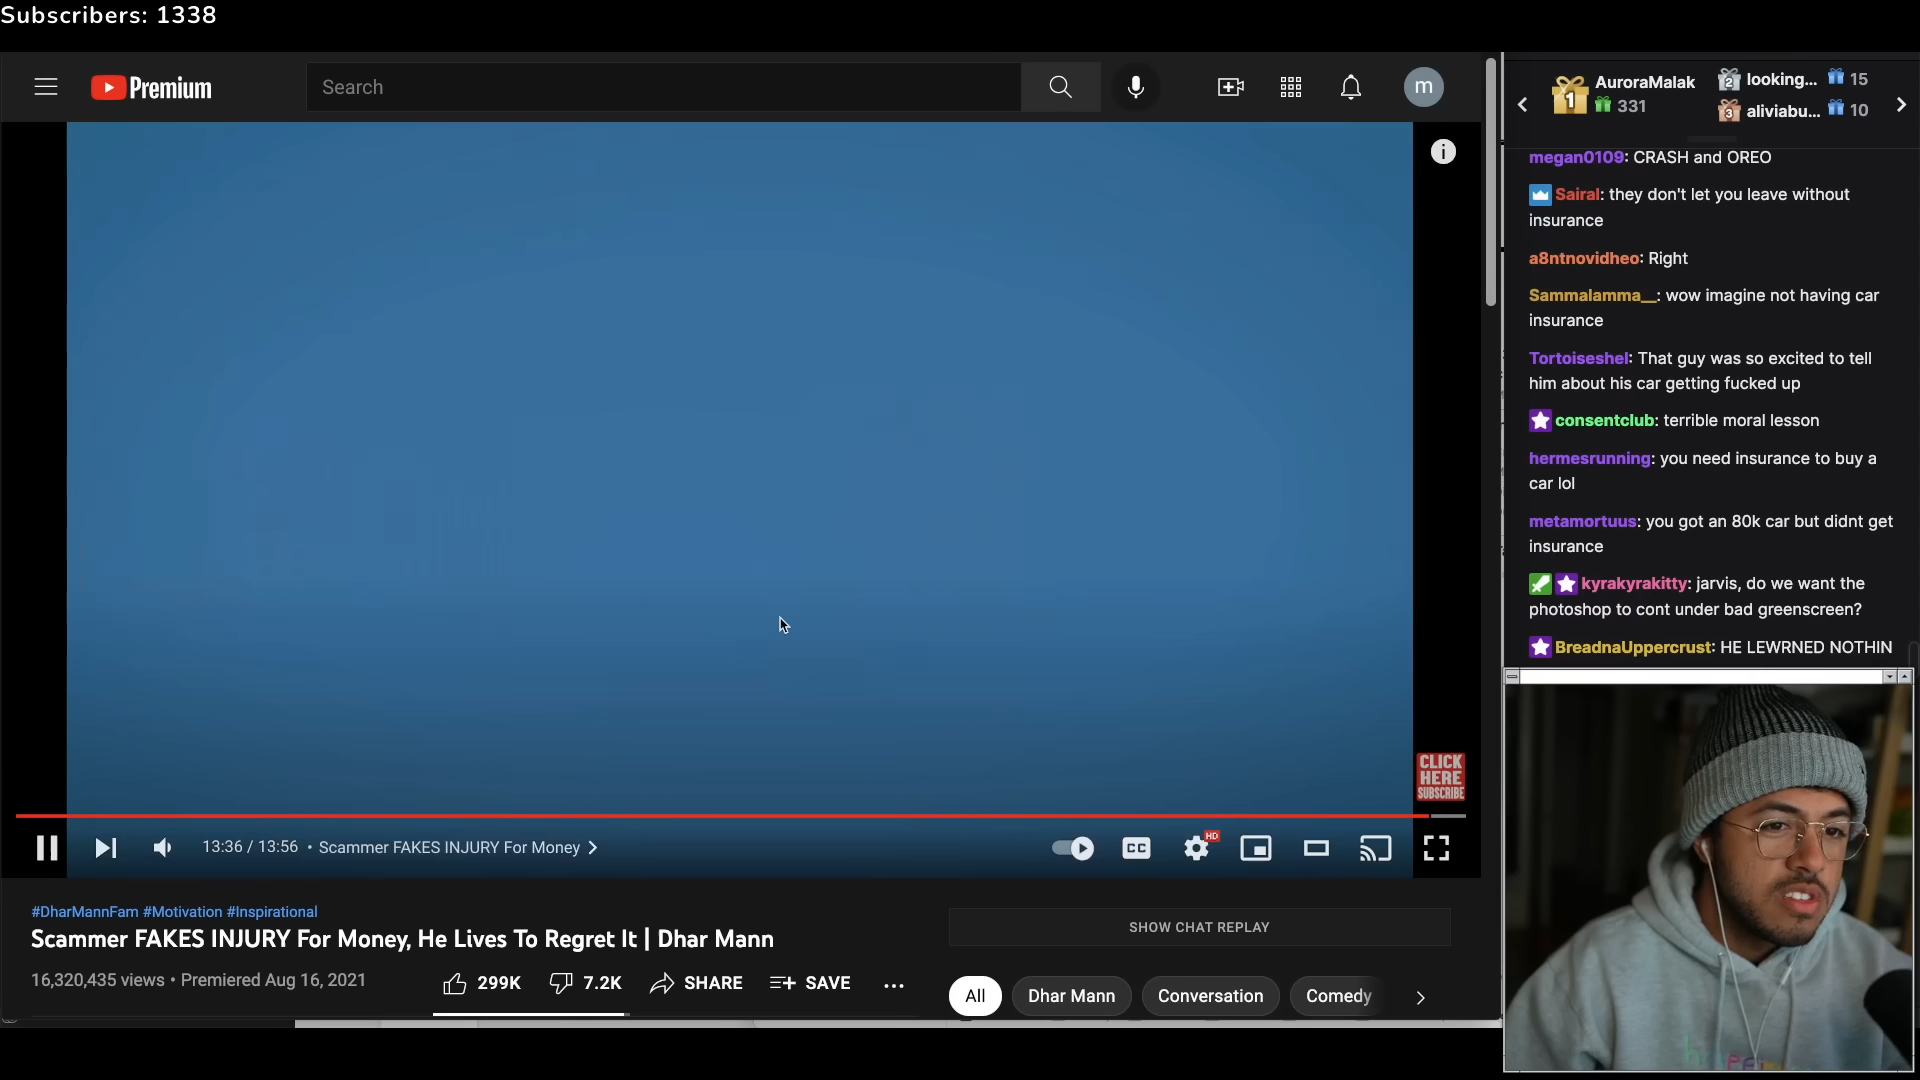 Subscribers: 1338
Premium
Search
m
AuroraMalak
331
1
2 looking... 15
3 aliviabu... 10
megan0109: CRASH and OREO
Sairal: they don't let you leave without
insurance
a8ntnovidheo: Right
Sammalamma__: wow imagine not having car
insurance
Tortoiseshel: That guy was so excited to tell
him about his car getting fucked up
consentclub: terrible moral lesson
hermesrunning: you need insurance to buy a
car lol
metamortuus: you got an 80k car but didnt get
insurance
kyrakyrakitty: jarvis, do we want the
photoshop to cont under bad greenscreen?
BreadnaUppercrust: HE LEWRNED NOTHIN
CLICK
HERE
SUBSCRIBE
13:36 / 13:56 • Scammer FAKES INJURY For Money
CC
HD
#DharMannFam #Motivation #Inspirational
Scammer FAKES INJURY For Money, He Lives To Regret It | Dhar Mann
16,320,435 views • Premiered Aug 16, 2021
299K
7.2K
SHARE
SAVE
SHOW CHAT REPLAY
All
Dhar Mann
Conversation
Comedy